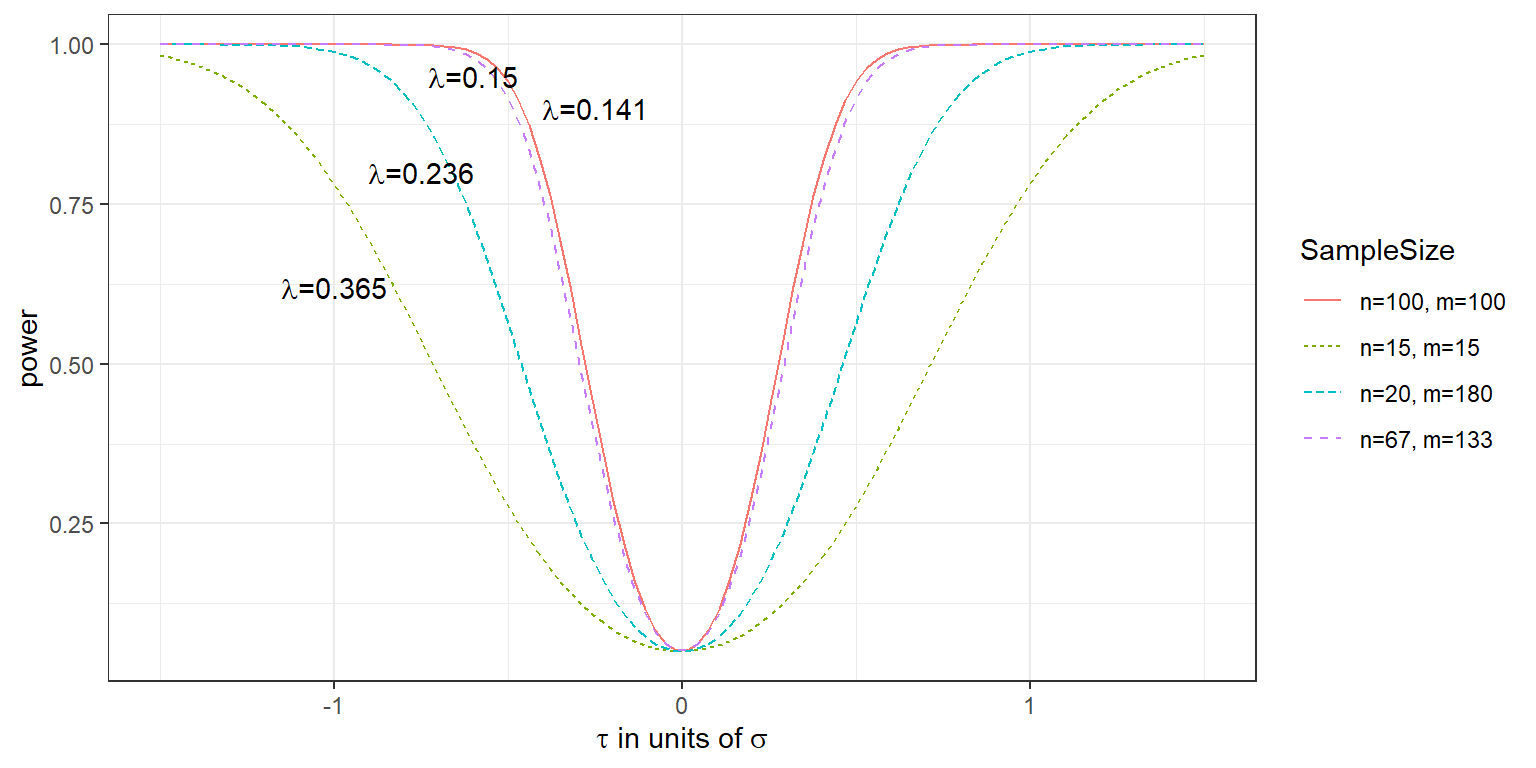 1.00
0.75
0.50
0.25
power
λ=0.15
λ=0.141
λ=0.236
λ=0.365
-1
0
1
τ in units of σ
SampleSize
n=100, m=100
n=15, m=15
n=20, m=180
n=67, m=133